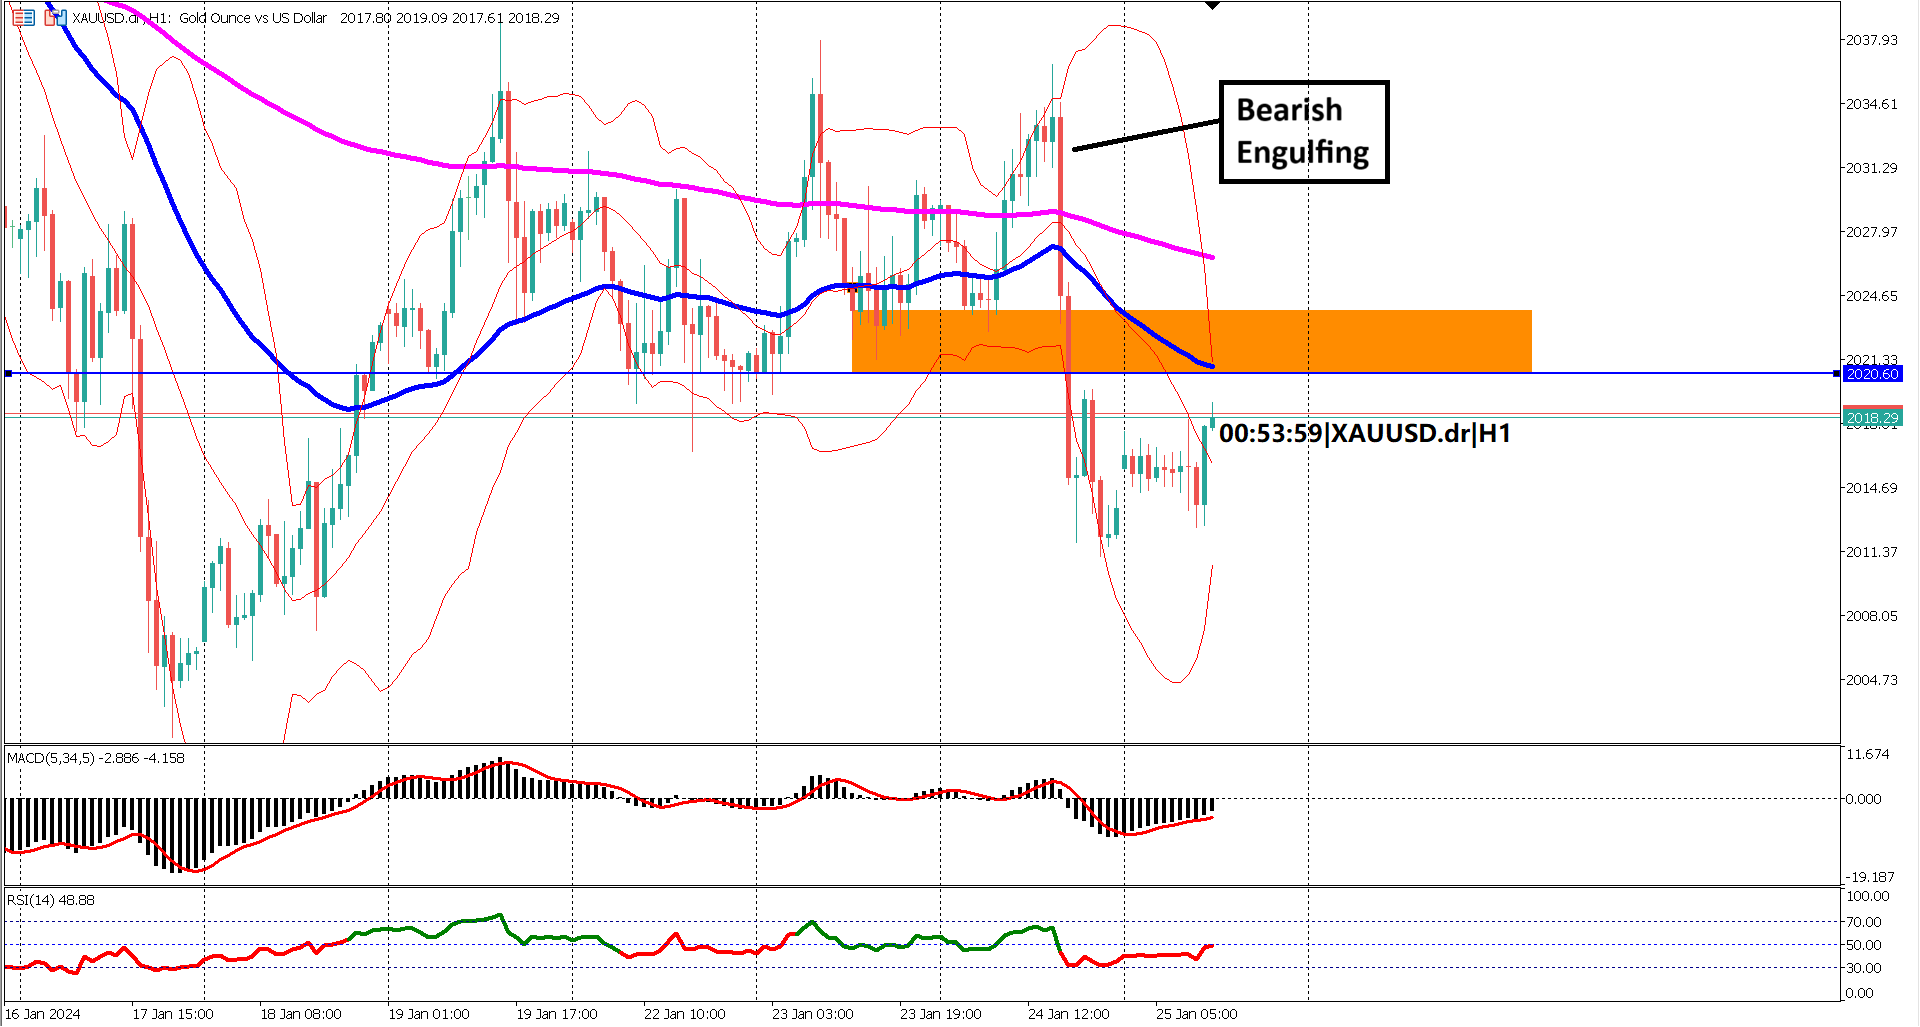 XAUUSD.dr, H1: Gold Ounce vs US Dollar 2017.80 2019.09 2017.61 2018.29
2037.93
Bearish
Engulfing
2034.61
2031.29
2027.97
2024.65
2021.33
2020.60
2018.29
00:53:59|XAUUSD.dr|H1
2014.69
2011.37
2008.05
2004.73
MACD(5,34,5) -2.886 -4.158
11.674
0.000
-19.187
RSI(14) 48.88
100.00
70.00
50.00
30.00
0.00
16 Jan 2024 17 Jan 15:00 18 Jan 08:00 19 Jan 01:00 19 Jan 17:00 22 Jan 10:00 23 Jan 03:00 23 Jan 19:00 24 Jan 12:00 25 Jan 05:00